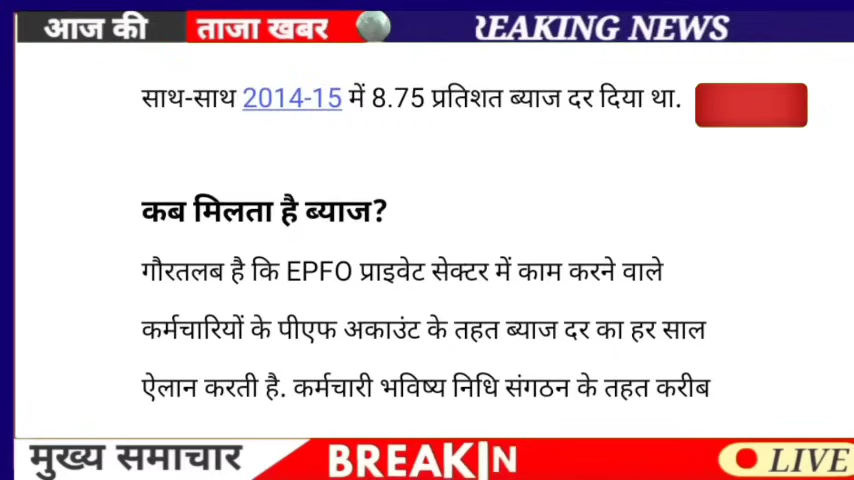 आज की ताजा खबर REAKING NEWS
साथ-साथ 2014-15 में 8.75 प्रतिशत ब्याज दर दिया था.
कब मिलता है ब्याज?
गौरतलब है कि EPFO प्राइवेट सेक्टर में काम करने वाले
कर्मचारियों के पीएफ अकाउंट के तहत ब्याज दर का हर साल
ऐलान करती है. कर्मचारी भविष्य निधि संगठन के तहत करीब
मुख्य समाचार BREAKIN LIVE